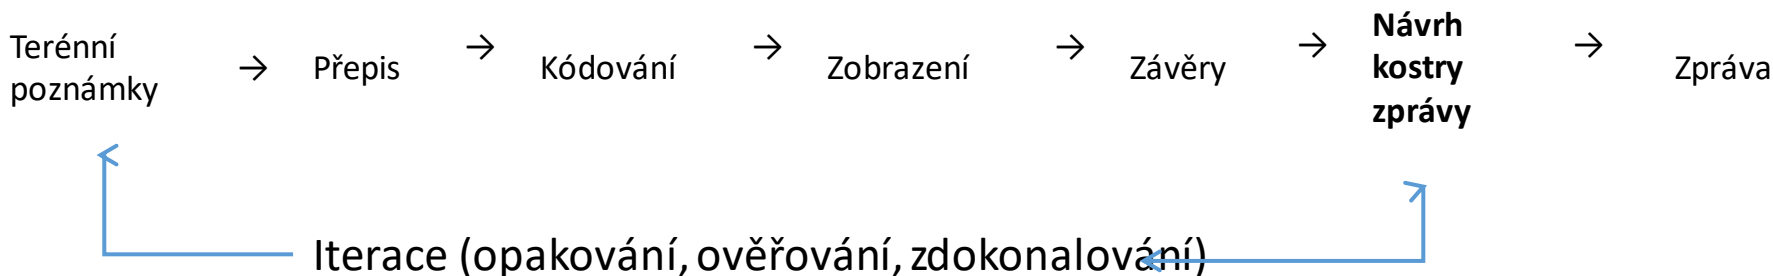 Terénní
poznámky
→
Přepis
→
Kódování
→
Zobrazení
→
Závěry
→
Návrh
kostry
zprávy
→
Zpráva
Iterace (opakování, ověřování, zdokonalování)